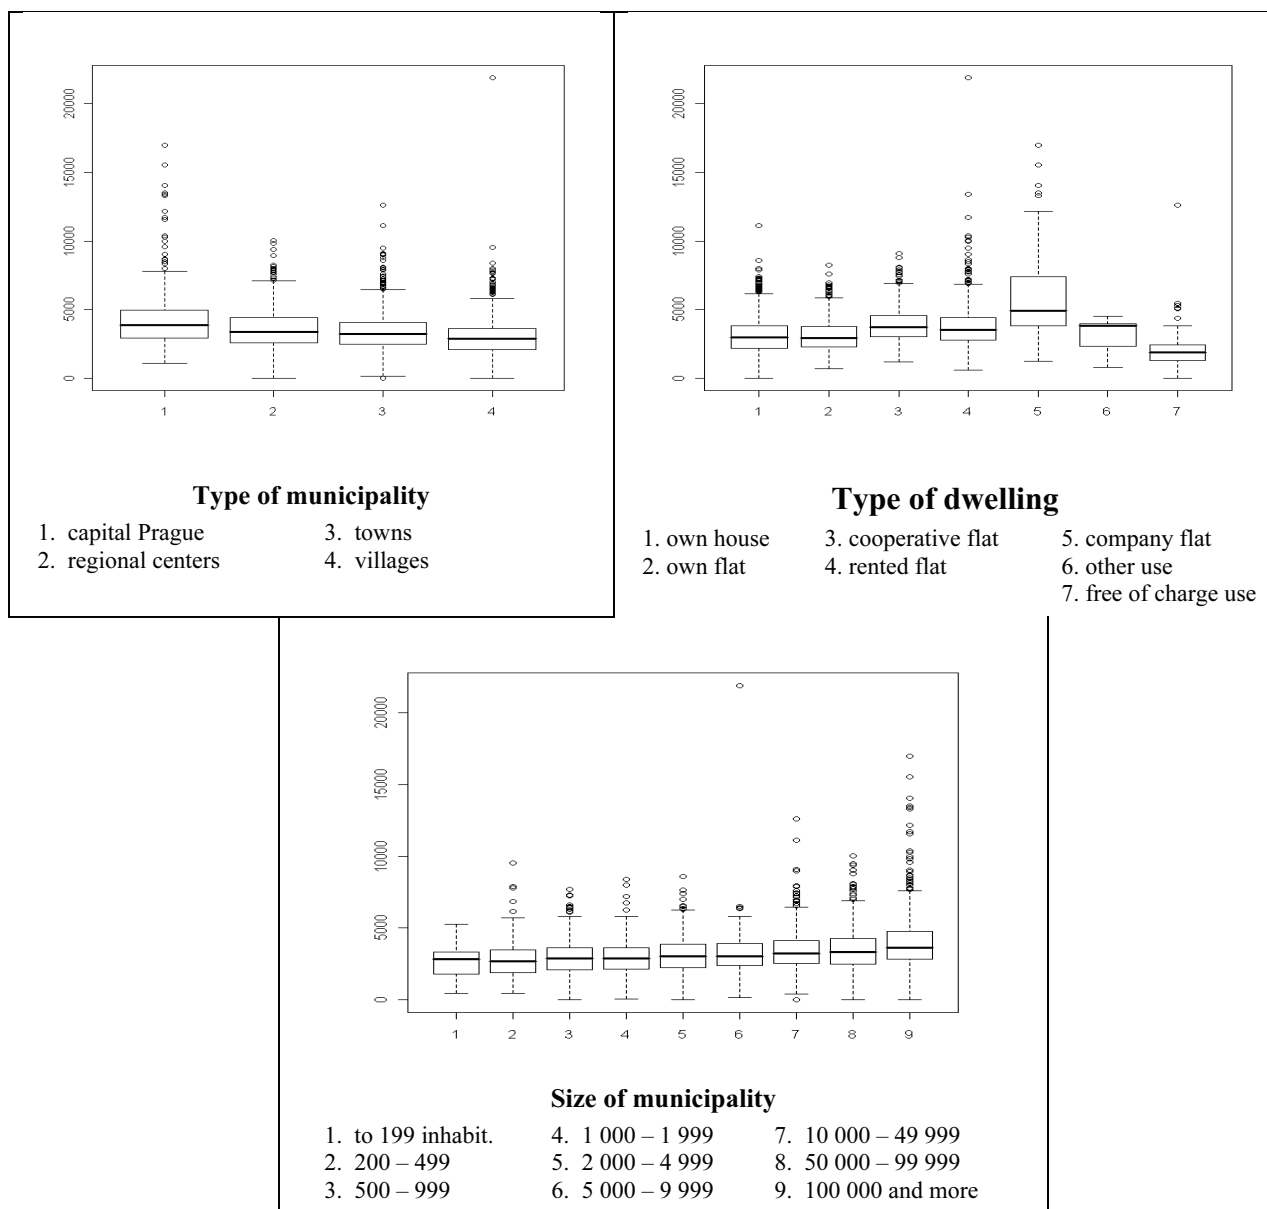 20000
15000
10000
5000
0
1 2 3 4
Type of municipality
1. capital Prague 3. towns
2. regional centers 4. villages
20000
15000
10000
5000
0
1 2 3 4 5 6 7
Type of dwelling
1. own house 3. cooperative flat 5. company flat
2. own flat 4. rented flat 6. other use
7. free of charge use
20000
15000
10000
5000
0
1 2 3 4 5 6 7 8 9
Size of municipality
1. to 199 inhabit. 4. 1 000 – 1 999 7. 10 000 – 49 999
2. 200 – 499 5. 2 000 – 4 999 8. 50 000 – 99 999
3. 500 – 999 6. 5 000 – 9 999 9. 100 000 and more